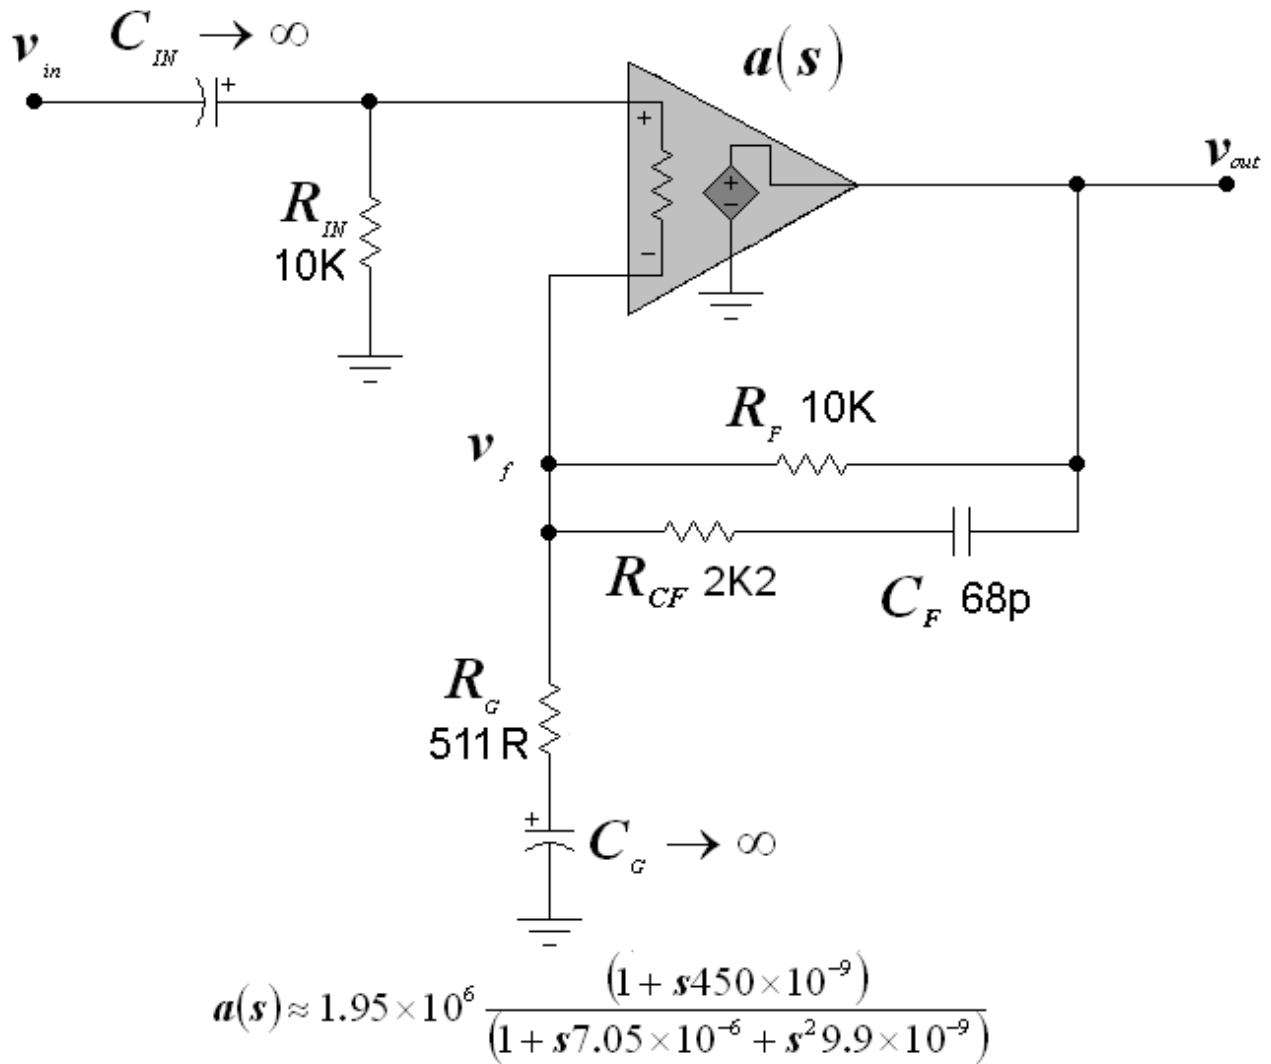 C_IN → ∞
v_in
+
a(s)
+
+
−
−
v_out
R_IN
10K
R_F 10K
v_f
R_CF 2K2
C_F 68p
R_G
511R
+
C_G → ∞
a(s) ≈ 1.95×10^6 (1 + s450×10^−9) / (1 + s7.05×10^−6 + s^2 9.9×10^−9)